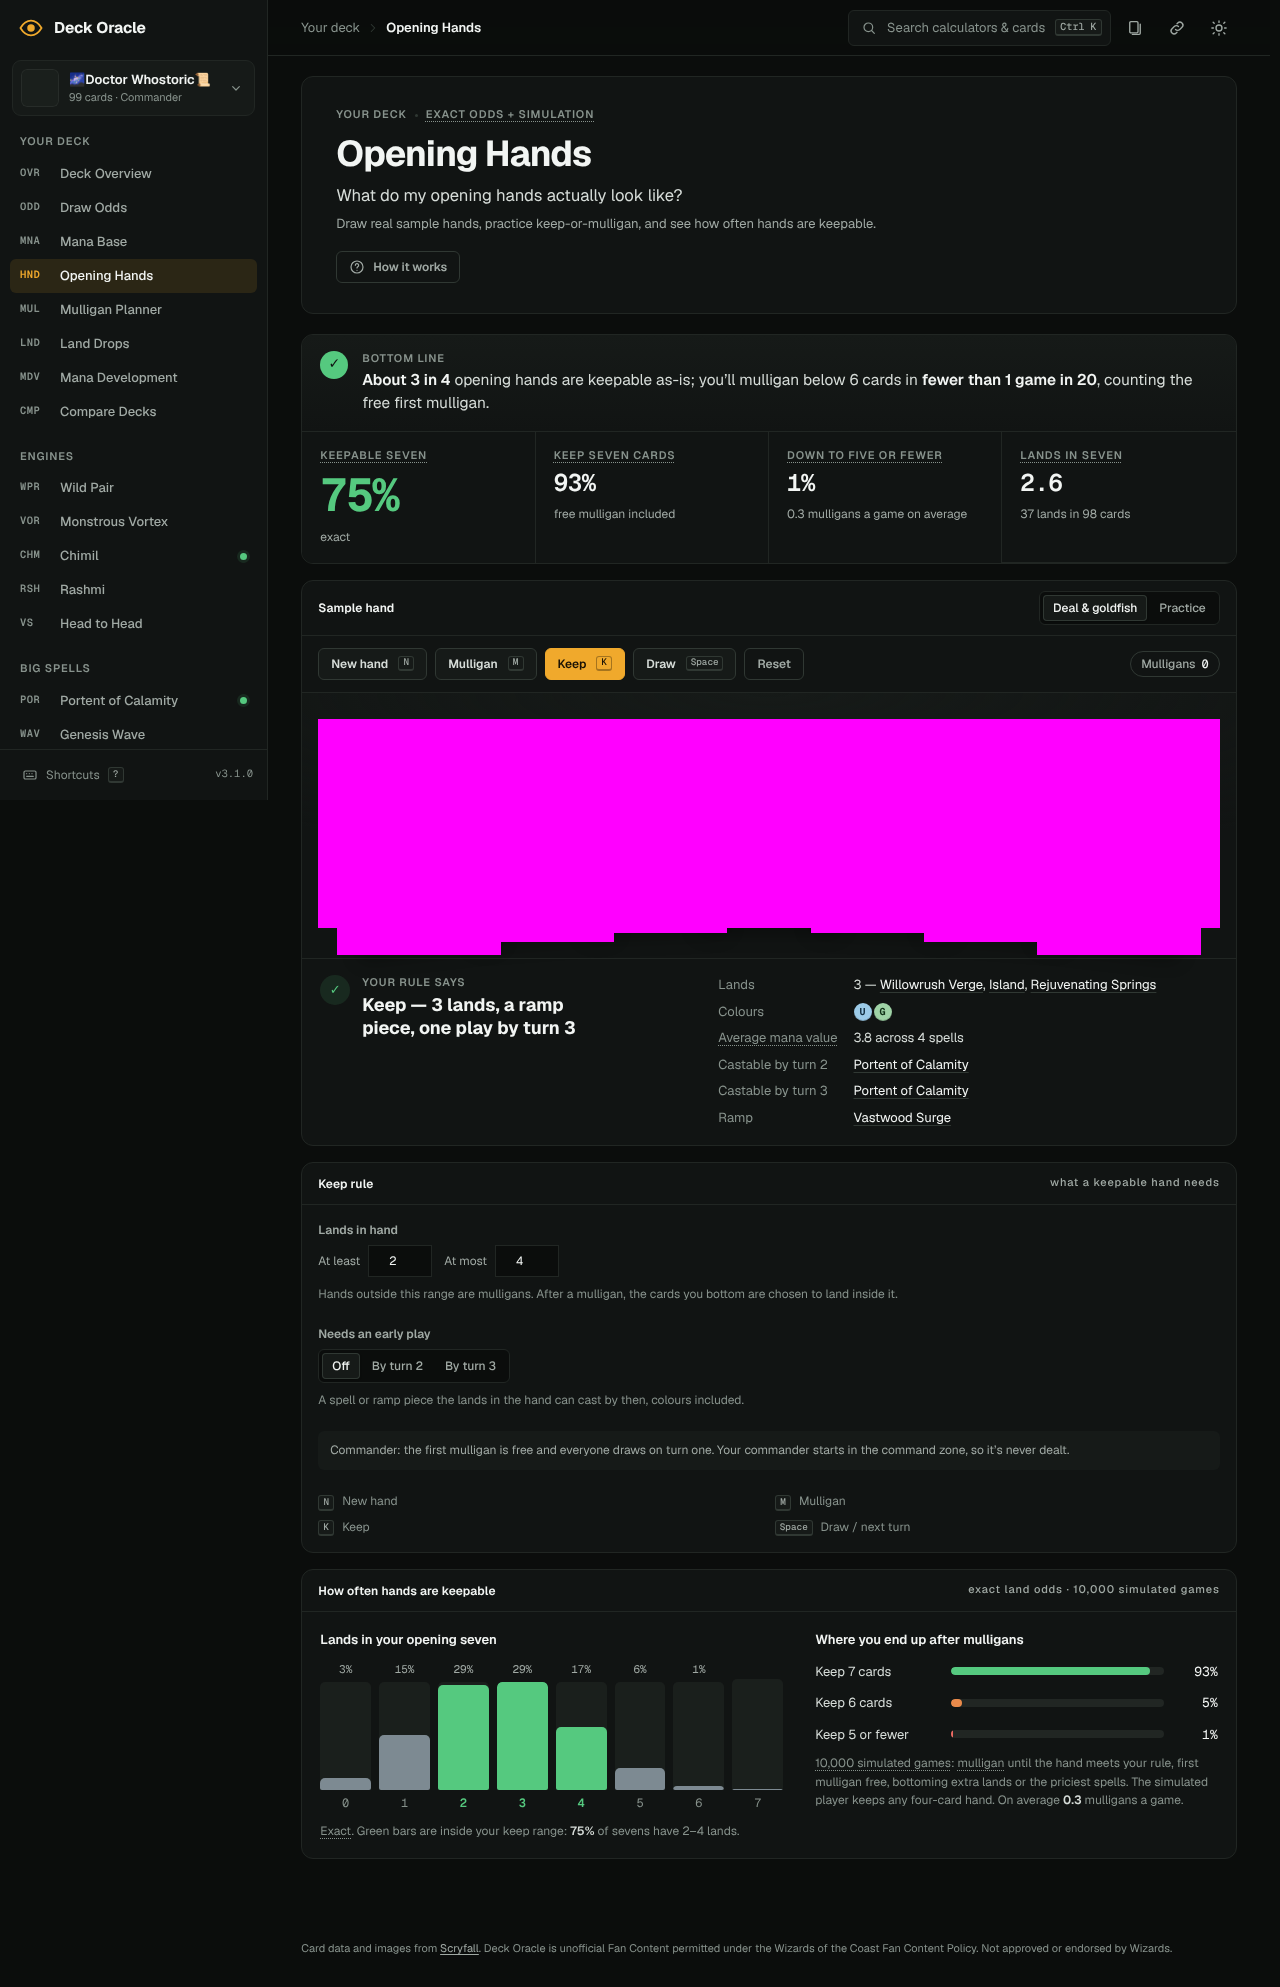 Deck Oracle
🌌Doctor Whostoric📜
99 cards · Commander
YOUR DECK
OVR Deck Overview
ODD Draw Odds
MNA Mana Base
HND Opening Hands
MUL Mulligan Planner
LND Land Drops
MDV Mana Development
CMP Compare Decks
ENGINES
WPR Wild Pair
VOR Monstrous Vortex
CHM Chimil
RSH Rashmi
VS Head to Head
BIG SPELLS
POR Portent of Calamity
WAV Genesis Wave
Shortcuts ? v3.1.0
Your deck > Opening Hands
Search calculators & cards Ctrl K
YOUR DECK • EXACT ODDS + SIMULATION
Opening Hands
What do my opening hands actually look like?
Draw real sample hands, practice keep-or-mulligan, and see how often hands are keepable.
How it works
BOTTOM LINE
About 3 in 4 opening hands are keepable as-is; you’ll mulligan below 6 cards in fewer than 1 game in 20, counting the
free first mulligan.
KEEPABLE SEVEN
75%
exact
KEEP SEVEN CARDS
93%
free mulligan included
DOWN TO FIVE OR FEWER
1%
0.3 mulligans a game on average
LANDS IN SEVEN
2.6
37 lands in 98 cards
Sample hand
Deal & goldfish Practice
New hand N Mulligan M Keep K Draw Space Reset
Mulligans 0
YOUR RULE SAYS
Keep — 3 lands, a ramp
piece, one play by turn 3
Lands 3 — Willowrush Verge, Island, Rejuvenating Springs
Colours U G
Average mana value 3.8 across 4 spells
Castable by turn 2 Portent of Calamity
Castable by turn 3 Portent of Calamity
Ramp Vastwood Surge
Keep rule
what a keepable hand needs
Lands in hand
At least 2 At most 4
Hands outside this range are mulligans. After a mulligan, the cards you bottom are chosen to land inside it.
Needs an early play
Off By turn 2 By turn 3
A spell or ramp piece the lands in the hand can cast by then, colours included.
Commander: the first mulligan is free and everyone draws on turn one. Your commander starts in the command zone, so it’s never dealt.
N New hand
M Mulligan
K Keep
Space Draw / next turn
How often hands are keepable
exact land odds · 10,000 simulated games
Lands in your opening seven
3% 15% 29% 29% 17% 6% 1%
0 1 2 3 4 5 6 7
Exact. Green bars are inside your keep range: 75% of sevens have 2–4 lands.
Where you end up after mulligans
Keep 7 cards 93%
Keep 6 cards 5%
Keep 5 or fewer 1%
10,000 simulated games: mulligan until the hand meets your rule, first
mulligan free, bottoming extra lands or the priciest spells. The simulated
player keeps any four-card hand. On average 0.3 mulligans a game.
Card data and images from Scryfall. Deck Oracle is unofficial Fan Content permitted under the Wizards of the Coast Fan Content Policy. Not approved or endorsed by Wizards.